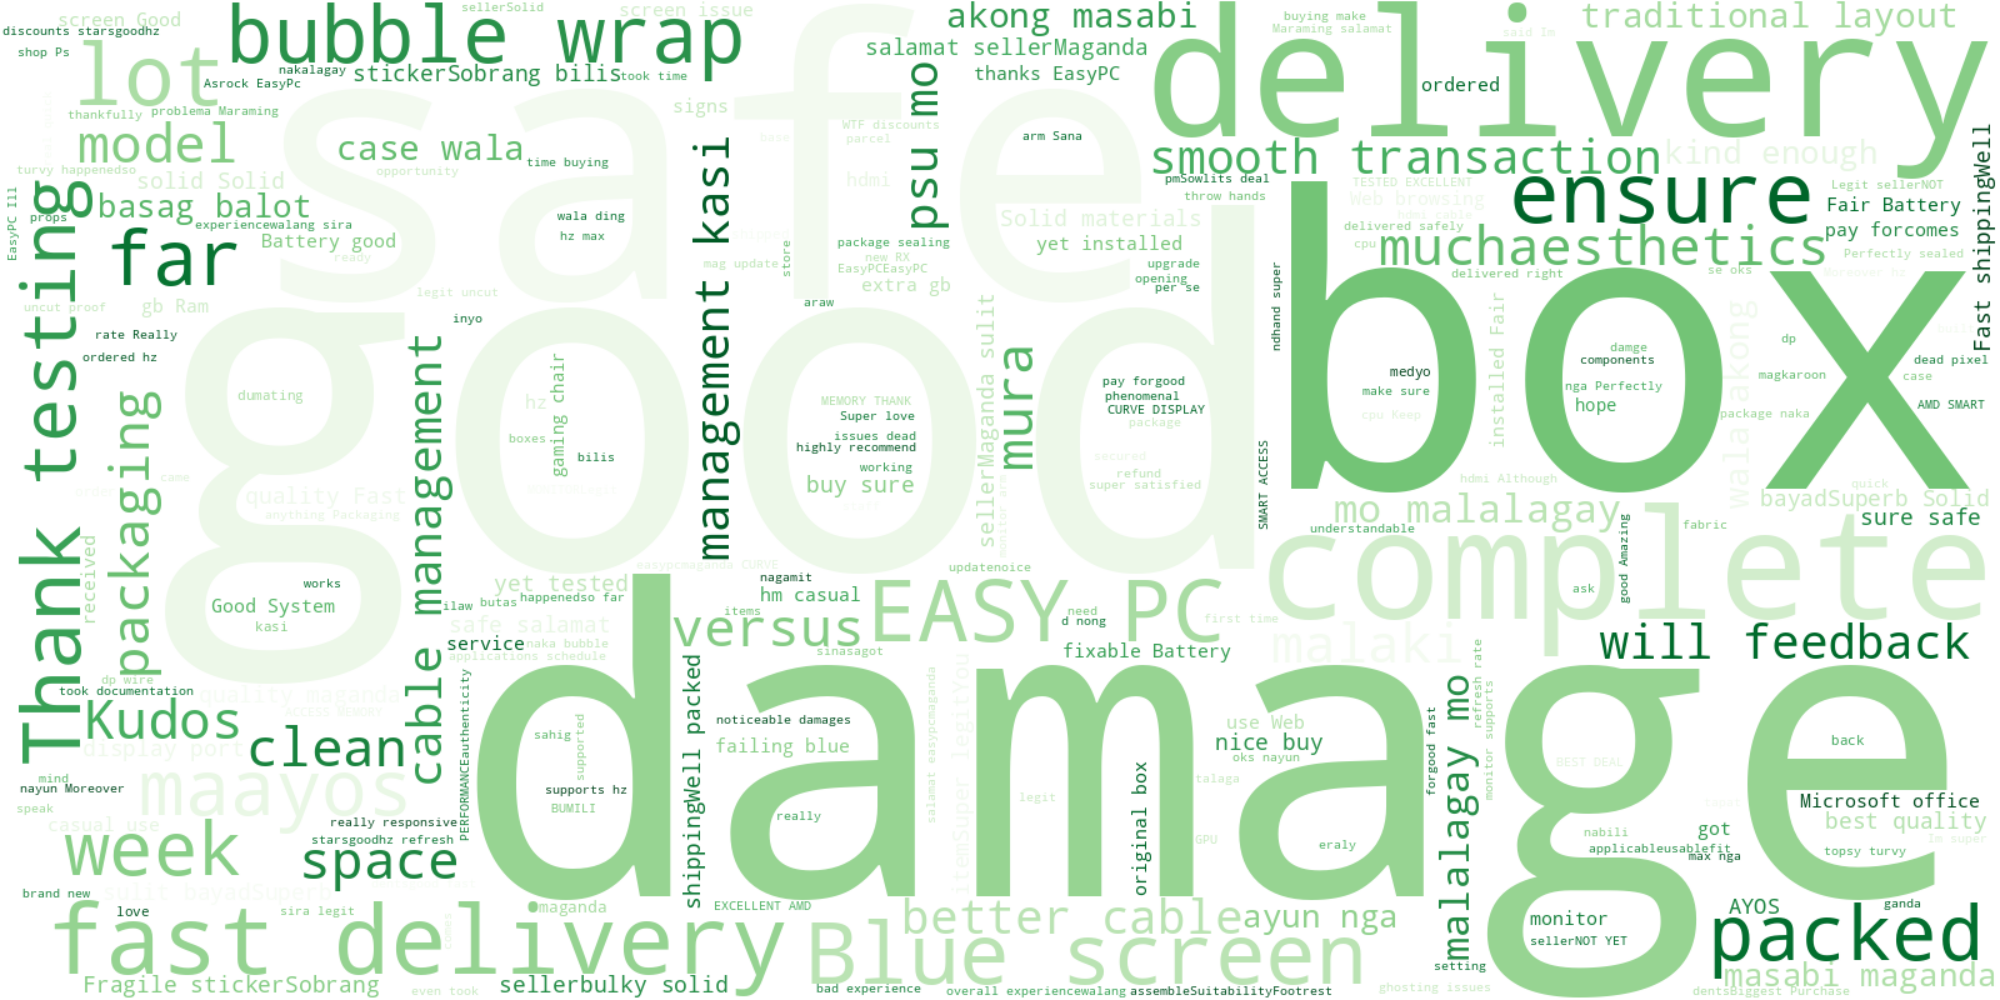 safe
good
delivery
box
damage
complete
fast delivery
Blue screen
bubble wrap
Thank testing
ensure
EASY PC
packed
maayos
versus
far
lot
model
week
space
clean
Kudos
packaging
cable management
management kasi
psu mo
mura
akong masabi
salamat sellerMaganda
thanks EasyPC
traditional layout
smooth transaction
kind enough
muchaesthetics
Fair Battery
pay forcomes
Fast shippingWell
will feedback
mo malalagay
malalagay mo
malaki
better cable
ayun nga
masabi maganda
Microsoft office
best quality
AYOS
ganda
monitor
sellerNOT YET
setting
ghosting issues
dentsBiggest Purchase
assembleSuitabilityFootrest
overall experiencewalang
bad experience
sellerbulky solid
even took
Fragile stickerSobrang
stickerSobrang bilis
took time
nakalagay
Asrock EasyPc
sellerSolid
screen issue
screen Good
discounts starsgoodhz
shop Ps
thankfully
problema Maraming
turvy happenedso
case wala
time buying
opportunity
solid Solid
basag balot
props
experiencewalang sira
Battery good
ready
EasyPC Ill
uncut proof
gb Ram
legit uncut
inyo
rate Really
ordered hz
dumating
hz
boxes
gaming chair
bilis
wala ding
hz max
signs
base
WTF discounts
parcel
hdmi
arm Sana
package sealing
new RX
EasyPCEasyPC
extra gb
mag update
store
araw
Solid materials
yet installed
upgrade
opening
per se
pmSowlits deal
throw hands
ordered
buying make
Maraming salamat
said Im
TESTED EXCELLENT
Web browsing
hdmi cable
delivered safely
cpu
Legit sellerNOT
Perfectly sealed
delivered right
se oks
Moreover hz
ndhand super
installed Fair
wala akong
dp
dead pixel
magkaroon
case
AMD SMART
package naka
damge
components
nga Perfectly
hope
medyo
make sure
cpu Keep
MEMORY THANK
Super love
issues dead
highly recommend
working
buy sure
sellerMaganda sulit
monitor arm
pay forgood
phenomenal
CURVE DISPLAY
package
secured
refund
super satisfied
SMART ACCESS
hdmi Although
quick
bayadSuperb Solid
sure safe
understandable
fabric
good Amazing
ask
came
quality Fast
anything Packaging
received
works
Good System
kasi
yet tested
ilaw butas
happenedso far
safe salamat
service
naka bubble
applications schedule
easypcmaganda CURVE
nagamit
hm casual
items
updatenoice
need
d nong
first time
fixable Battery
sinasagot
dp wire
took documentation
quality maganda
ACCESS MEMORY
display port
mind
nayun Moreover
speak
casual use
really responsive
starsgoodhz refresh
PERFORMANCEauthenticity
sulit bayadSuperb
brand new
love
sira legit
maganda
comes
sahig
supported
supports hz
BUMILI
shippingWell packed
noticeable damages
failing blue
really
EXCELLENT AMD
salamat easypcmaganda
itemSuper legitYou
legit
original box
use Web
nice buy
oks nayun
talaga
GPU
eraly
forgood fast
refresh rate
monitor supports
BEST DEAL
back
nabili
got
applicableusablefit
max nga
topsy turvy
Im super